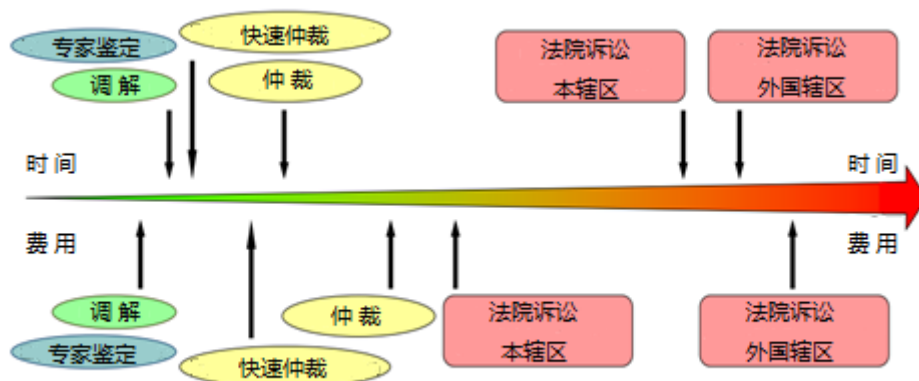 专家鉴定
快速仲裁
调 解
仲 裁
法院诉讼
本辖区
法院诉讼
外国辖区
时 间
时 间
费 用
费 用
调 解
专家鉴定
仲 裁
快速仲裁
法院诉讼
本辖区
法院诉讼
外国辖区